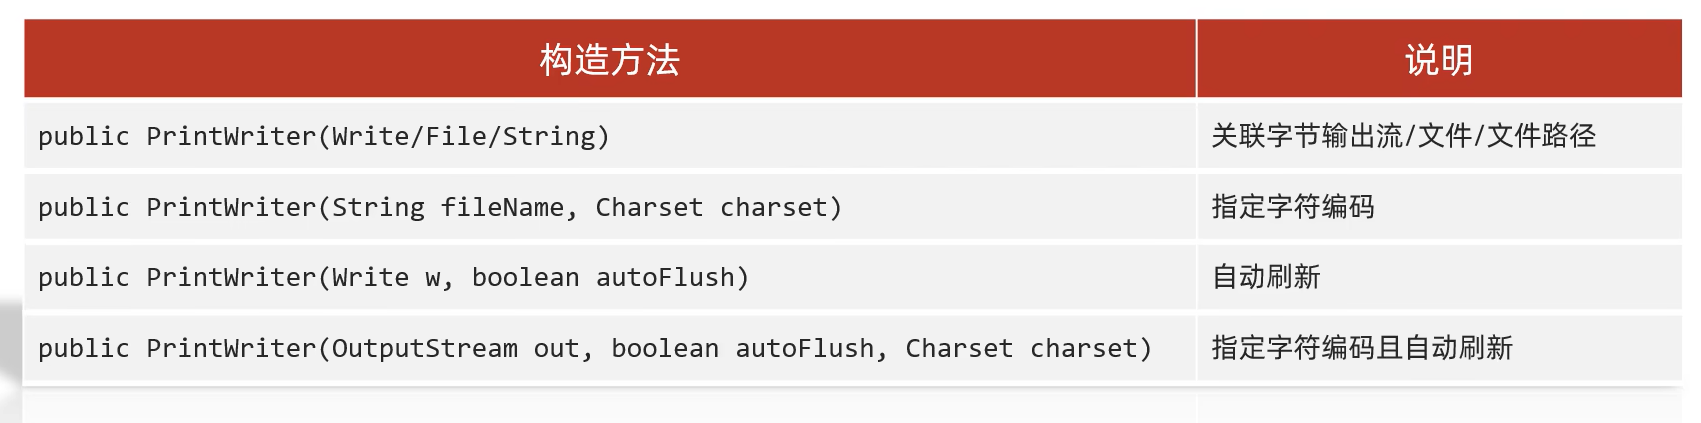 构造方法 说明
public PrintWriter(Write/File/String) 关联字节输出流/文件/文件路径
public PrintWriter(String fileName, Charset charset) 指定字符编码
public PrintWriter(Write w, boolean autoFlush) 自动刷新
public PrintWriter(OutputStream out, boolean autoFlush, Charset charset) 指定字符编码且自动刷新